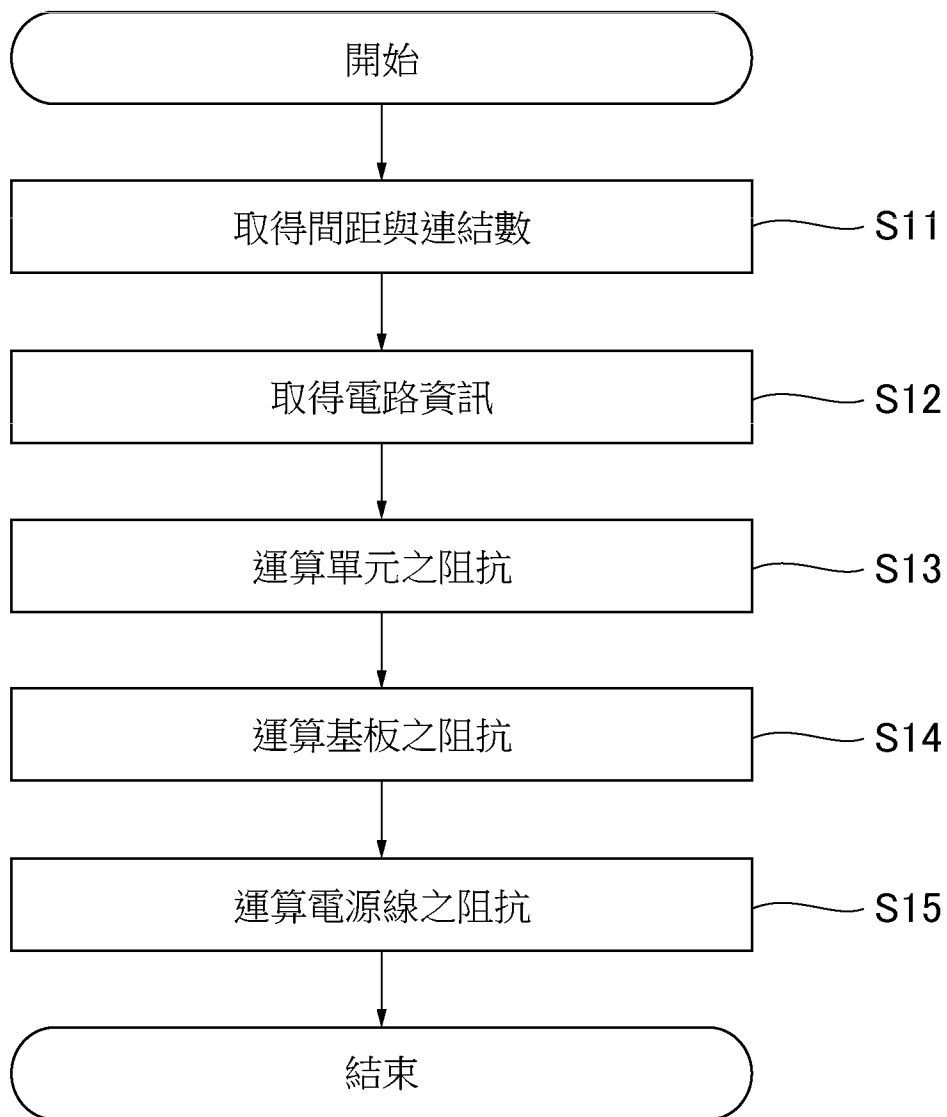 開始
取得間距與連結數
S11
取得電路資訊
S12
運算單元之阻抗
S13
運算基板之阻抗
S14
運算電源線之阻抗
S15
結束